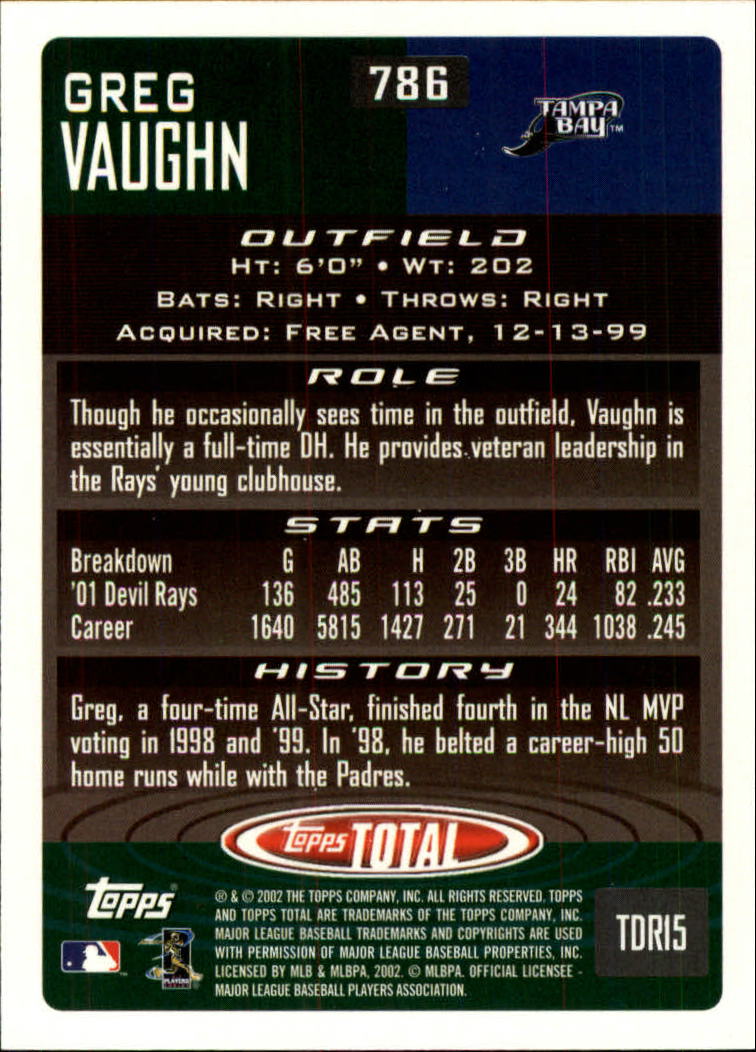 GREG
VAUGHN
786
TAMPA
BAY™
OUTFIELD
HT: 6'0" • WT: 202
BATS: RIGHT • THROWS: RIGHT
ACQUIRED: FREE AGENT, 12-13-99
ROLE
Though he occasionally sees time in the outfield, Vaughn is
essentially a full-time DH. He provides veteran leadership in
the Rays' young clubhouse.
STATS
Breakdown G AB H 2B 3B HR RBI AVG
'01 Devil Rays 136 485 113 25 0 24 82 .233
Career 1640 5815 1427 271 21 344 1038 .245
HISTORY
Greg, a four-time All-Star, finished fourth in the NL MVP
voting in 1998 and '99. In '98, he belted a career-high 50
home runs while with the Padres.
Topps TOTAL
Topps®
® & © 2002 THE TOPPS COMPANY, INC. ALL RIGHTS RESERVED. TOPPS
AND TOPPS TOTAL ARE TRADEMARKS OF THE TOPPS COMPANY, INC.
MAJOR LEAGUE BASEBALL TRADEMARKS AND COPYRIGHTS ARE USED
WITH PERMISSION OF MAJOR LEAGUE BASEBALL PROPERTIES, INC.
LICENSED BY MLB & MLBPA, 2002. © MLBPA. OFFICIAL LICENSEE -
MAJOR LEAGUE BASEBALL PLAYERS ASSOCIATION.
PLAYERS
TDR15